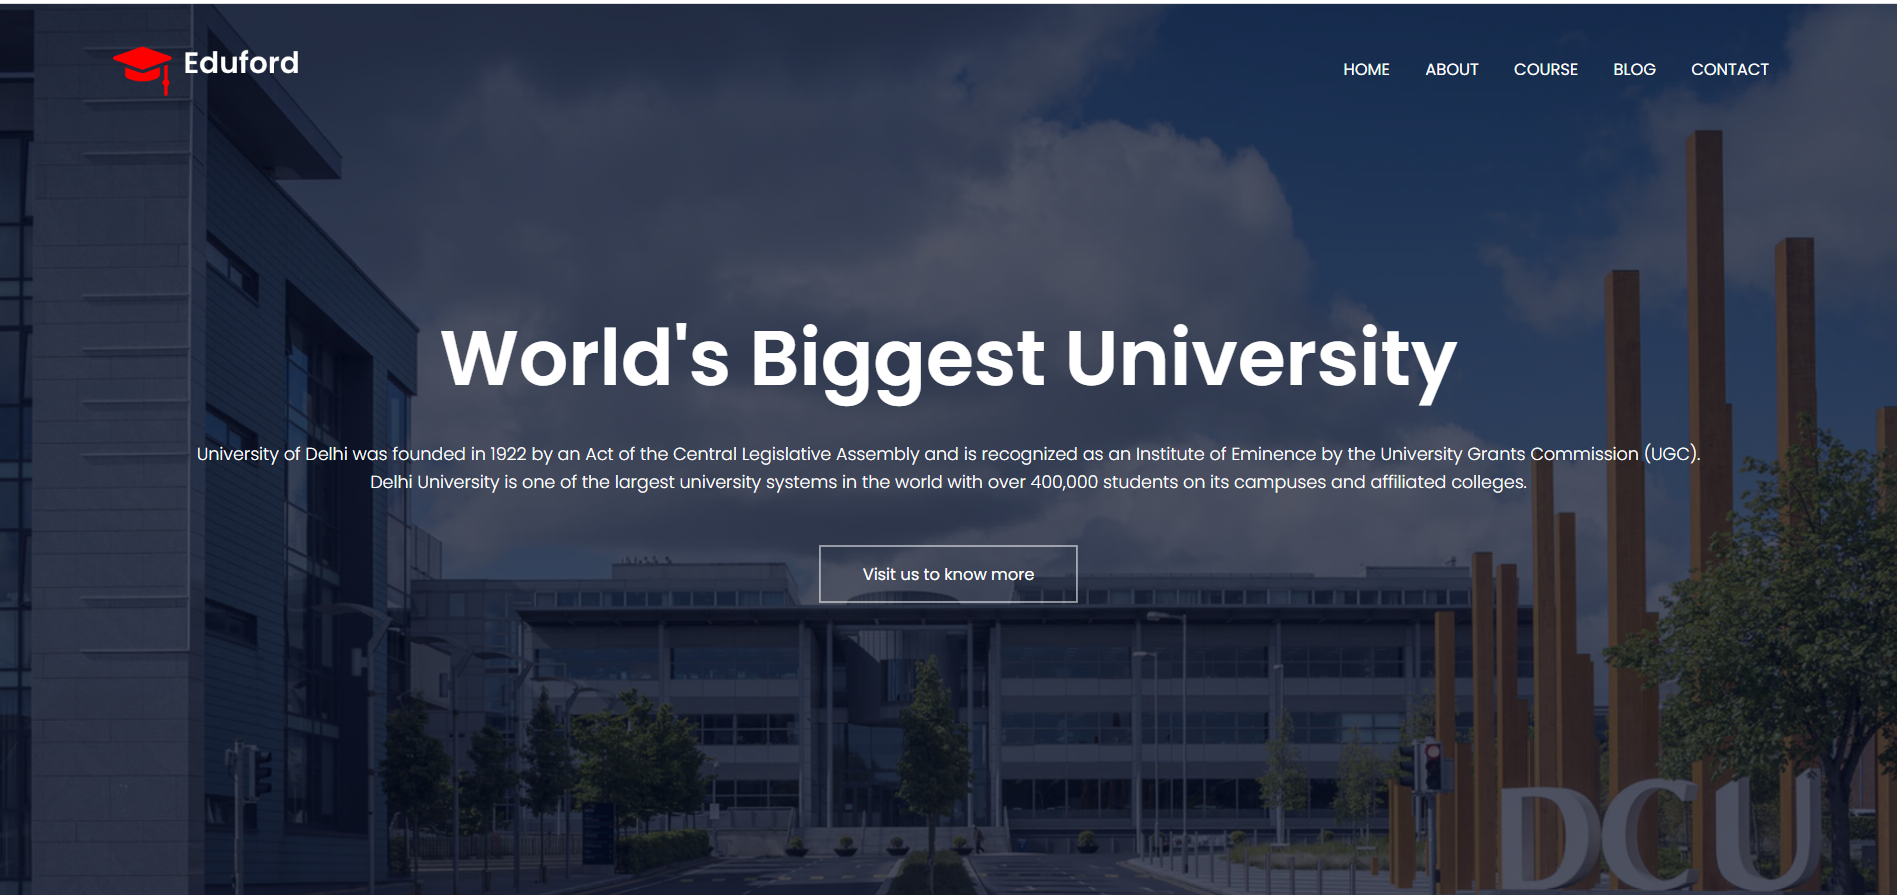 Eduford
HOME ABOUT COURSE BLOG CONTACT
World's Biggest University
University of Delhi was founded in 1922 by an Act of the Central Legislative Assembly and is recognized as an Institute of Eminence by the University Grants Commission (UGC).
Delhi University is one of the largest university systems in the world with over 400,000 students on its campuses and affiliated colleges.
Visit us to know more
DCU